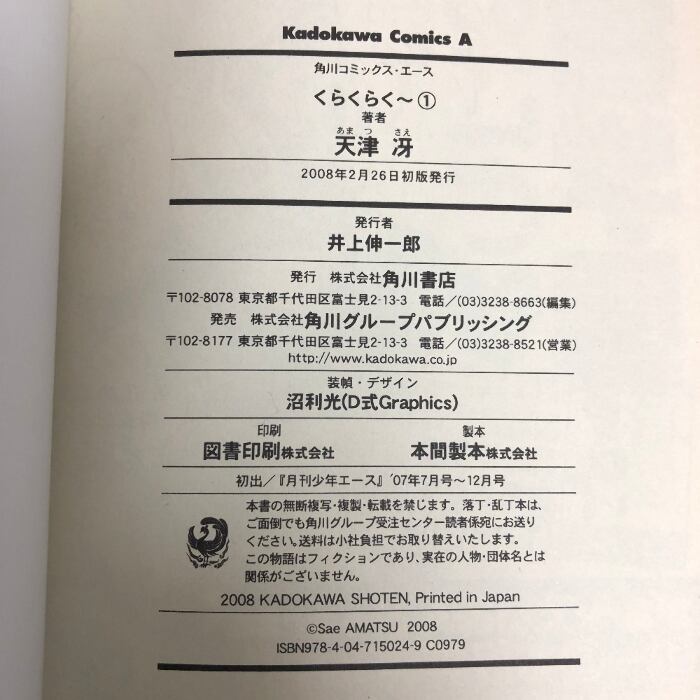 Kadokawa Comics A
角川コミックス・エース
くらくらく〜①
著者
あまつ さえ
天津 冴
2008年2月26日初版発行
発行者
井上伸一郎
発行 株式会社角川書店
〒102-8078 東京都千代田区富士見2-13-3 電話/(03)3238-8663(編集)
発売 株式会社角川グループパブリッシング
〒102-8177 東京都千代田区富士見2-13-3 電話/(03)3238-8521(営業)
http://www.kadokawa.co.jp
装幀・デザイン
沼利光(D式Graphics)
印刷 製本
図書印刷株式会社 本間製本株式会社
初出/『月刊少年エース』'07年7月号〜12月号
本書の無断複写・複製・転載を禁じます。落丁・乱丁本は、
ご面倒でも角川グループ受注センター読者係宛にお送り
ください。送料は小社負担でお取り替えいたします。
この物語はフィクションであり、実在の人物・団体名とは
関係がございません。
2008 KADOKAWA SHOTEN, Printed in Japan
©Sae AMATSU 2008
ISBN978-4-04-715024-9 C0979